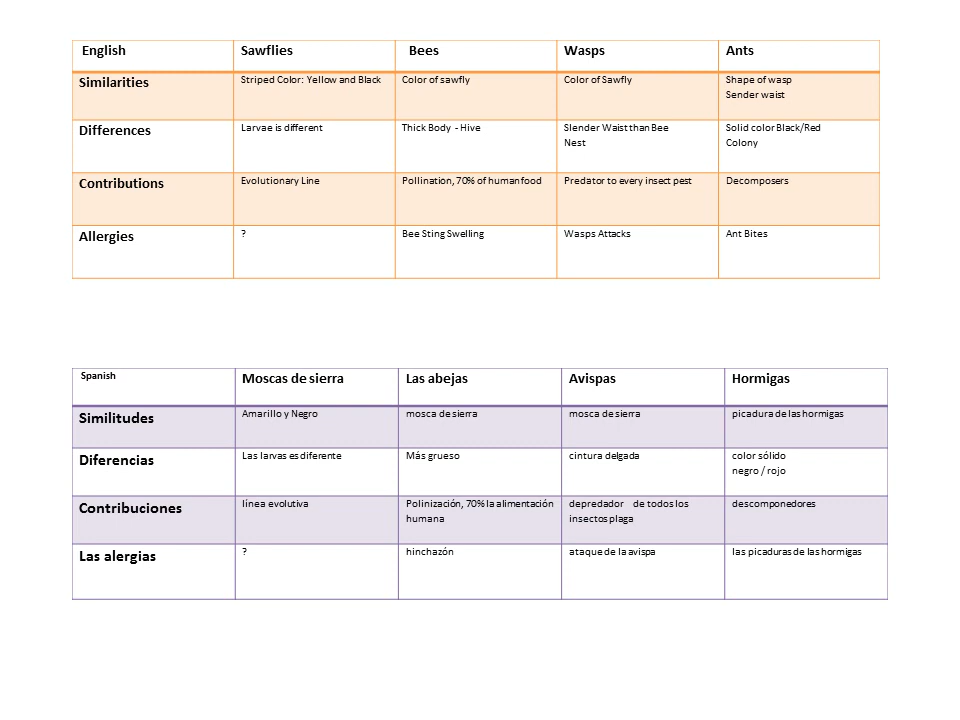 English Sawflies Bees Wasps Ants
Similarities Striped Color: Yellow and Black Color of sawfly Color of Sawfly Shape of wasp
Sender waist
Differences Larvae is different Thick Body - Hive Slender Waist than Bee Solid color Black/Red
Nest Colony
Contributions Evolutionary Line Pollination, 70% of human food Predator to every insect pest Decomposers
Allergies ? Bee Sting Swelling Wasps Attacks Ant Bites
Spanish Moscas de sierra Las abejas Avispas Hormigas
Similitudes Amarillo y Negro mosca de sierra mosca de sierra picadura de las hormigas
Diferencias Las larvas es diferente Más grueso cintura delgada color sólido
negro / rojo
Contribuciones línea evolutiva Polinización, 70% la alimentación depredador de todos los descomponedores
humana insectos plaga
Las alergias ? hinchazón ataque de la avispa las picaduras de las hormigas